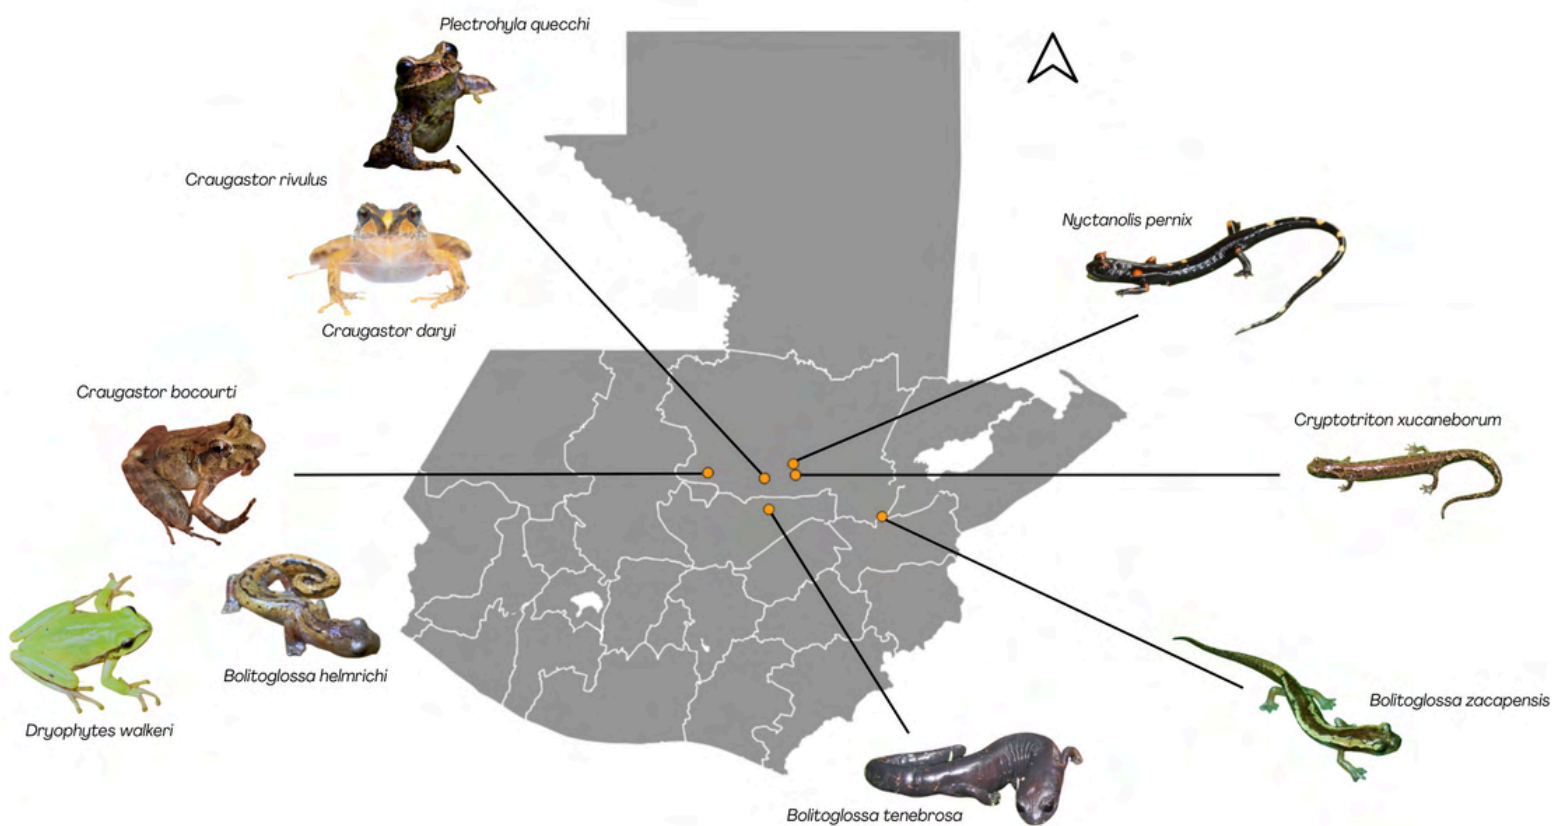 Plectrohyla quecchi
Craugastor rivulus
Nyctanolis pernix
Craugastor daryi
Craugastor bocourti
Cryptotriton xucaneborum
Bolitoglossa helmrichi
Bolitoglossa zacapensis
Dryophytes walkeri
Bolitoglossa tenebrosa